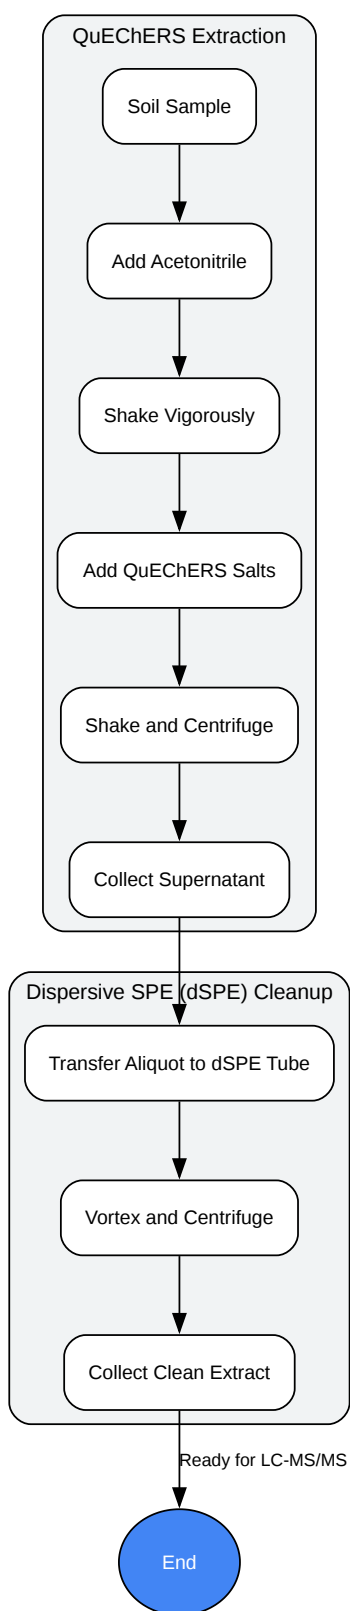 QuEChERS Extraction
Soil Sample
Add Acetonitrile
Shake Vigorously
Add QuEChERS Salts
Shake and Centrifuge
Collect Supernatant
Dispersive SPE (dSPE) Cleanup
Transfer Aliquot to dSPE Tube
Vortex and Centrifuge
Collect Clean Extract
Ready for LC-MS/MS
End